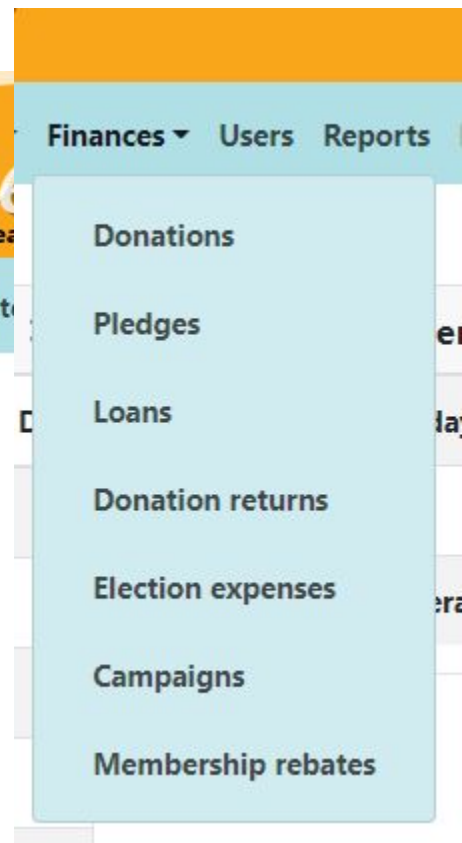 Finances Users Reports
Donations
Pledges
Loans
Donation returns
Election expenses
Campaigns
Membership rebates